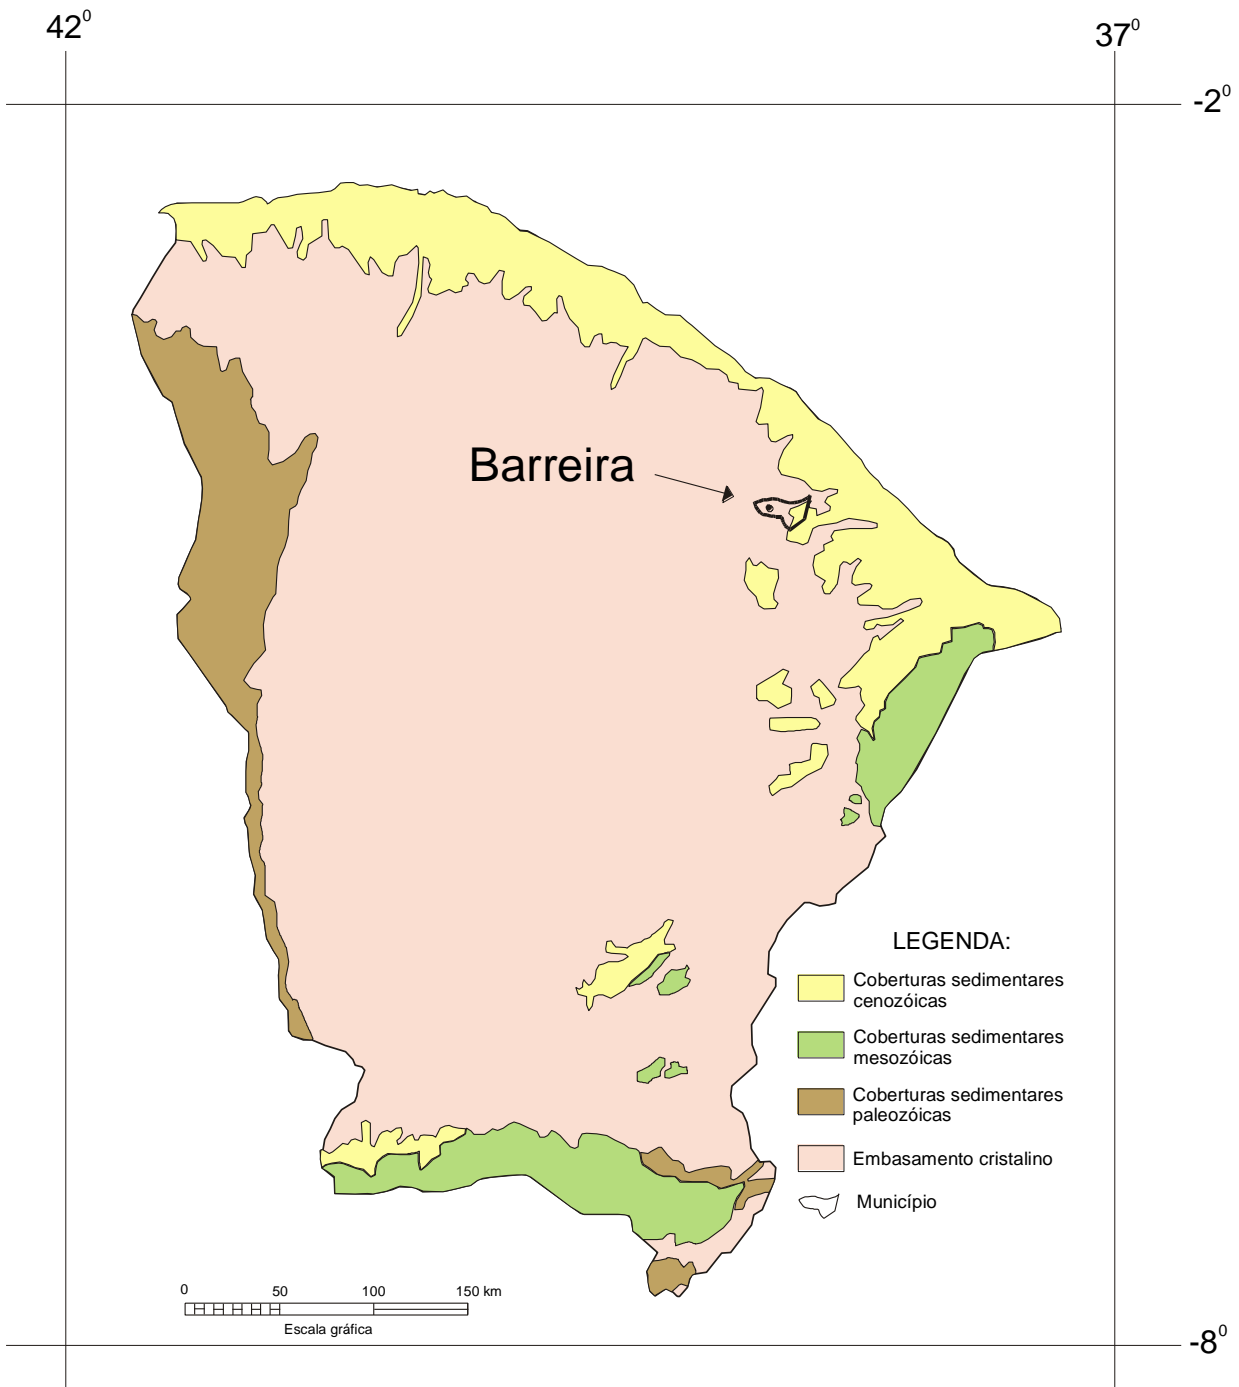 42⁰
37⁰
-2⁰
Barreira
LEGENDA:
Coberturas sedimentares
cenozóicas
Coberturas sedimentares
mesozóicas
Coberturas sedimentares
paleozóicas
Embasamento cristalino
Município
0 50 100 150 km
Escala gráfica
-8⁰